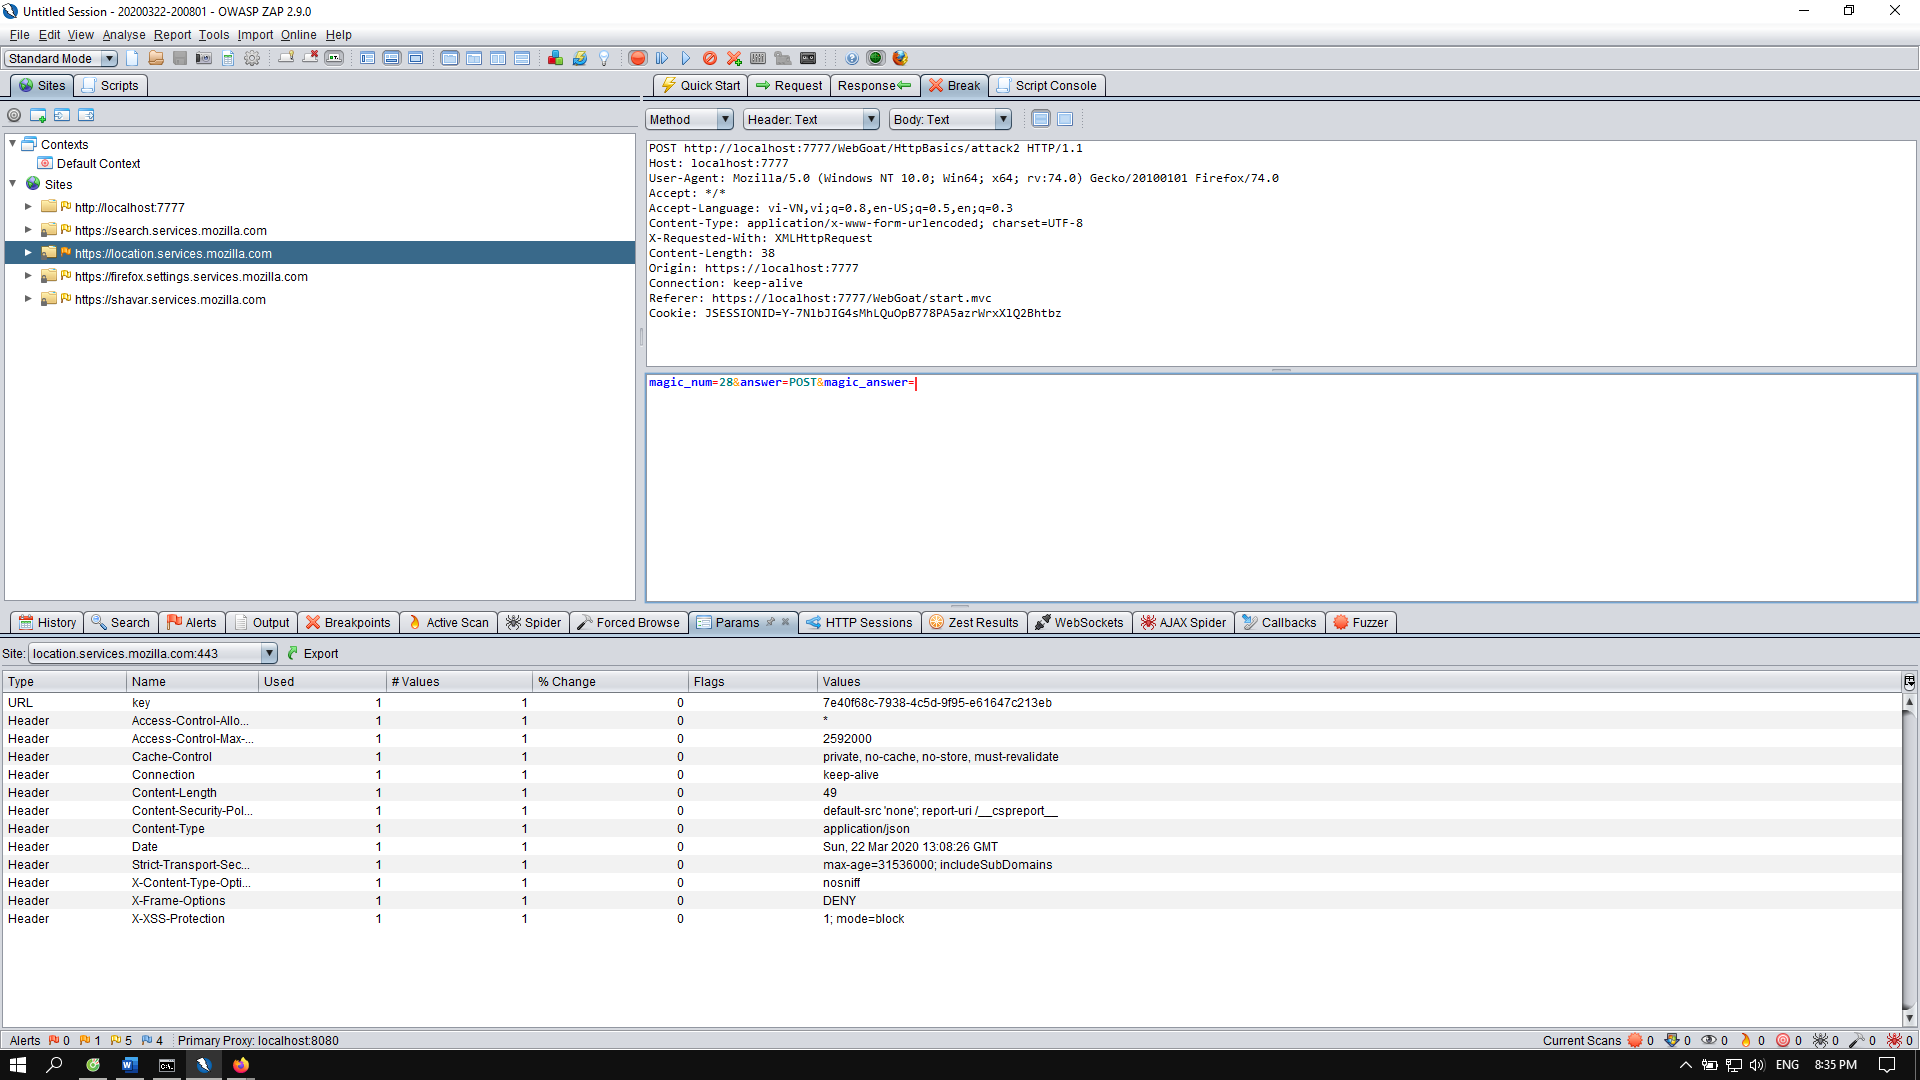 Untitled Session - 20200322-200801 - OWASP ZAP 2.9.0
File Edit View Analyse Report Tools Import Online Help
Standard Mode
Sites Scripts
Quick Start Request Response Break Script Console
Method Header: Text Body: Text
Contexts
Default Context
Sites
http://localhost:7777
https://search.services.mozilla.com
https://location.services.mozilla.com
https://firefox.settings.services.mozilla.com
https://shavar.services.mozilla.com
POST http://localhost:7777/WebGoat/HttpBasics/attack2 HTTP/1.1
Host: localhost:7777
User-Agent: Mozilla/5.0 (Windows NT 10.0; Win64; x64; rv:74.0) Gecko/20100101 Firefox/74.0
Accept: */*
Accept-Language: vi-VN,vi;q=0.8,en-US;q=0.5,en;q=0.3
Content-Type: application/x-www-form-urlencoded; charset=UTF-8
X-Requested-With: XMLHttpRequest
Content-Length: 38
Origin: https://localhost:7777
Connection: keep-alive
Referer: https://localhost:7777/WebGoat/start.mvc
Cookie: JSESSIONID=Y-7NlbJIG4sMhLQuOpB778PA5azrWrxXlQ2Bhtbz
magic_num=28&answer=POST&magic_answer=
History Search Alerts Output Breakpoints Active Scan Spider Forced Browse Params HTTP Sessions Zest Results WebSockets AJAX Spider Callbacks Fuzzer
Site: location.services.mozilla.com:443 Export
Type Name Used # Values % Change Flags Values
URL key 1 1 0 7e40f68c-7938-4c5d-9f95-e61647c213eb
Header Access-Control-Allo... 1 1 0 *
Header Access-Control-Max-... 1 1 0 2592000
Header Cache-Control 1 1 0 private, no-cache, no-store, must-revalidate
Header Connection 1 1 0 keep-alive
Header Content-Length 1 1 0 49
Header Content-Security-Pol... 1 1 0 default-src 'none'; report-uri /__cspreport__
Header Content-Type 1 1 0 application/json
Header Date 1 1 0 Sun, 22 Mar 2020 13:08:26 GMT
Header Strict-Transport-Sec... 1 1 0 max-age=31536000; includeSubDomains
Header X-Content-Type-Opti... 1 1 0 nosniff
Header X-Frame-Options 1 1 0 DENY
Header X-XSS-Protection 1 1 0 1; mode=block
Alerts 0 1 5 4 Primary Proxy: localhost:8080 Current Scans 0 0 0 0 0 0 0 0
ENG 8:35 PM